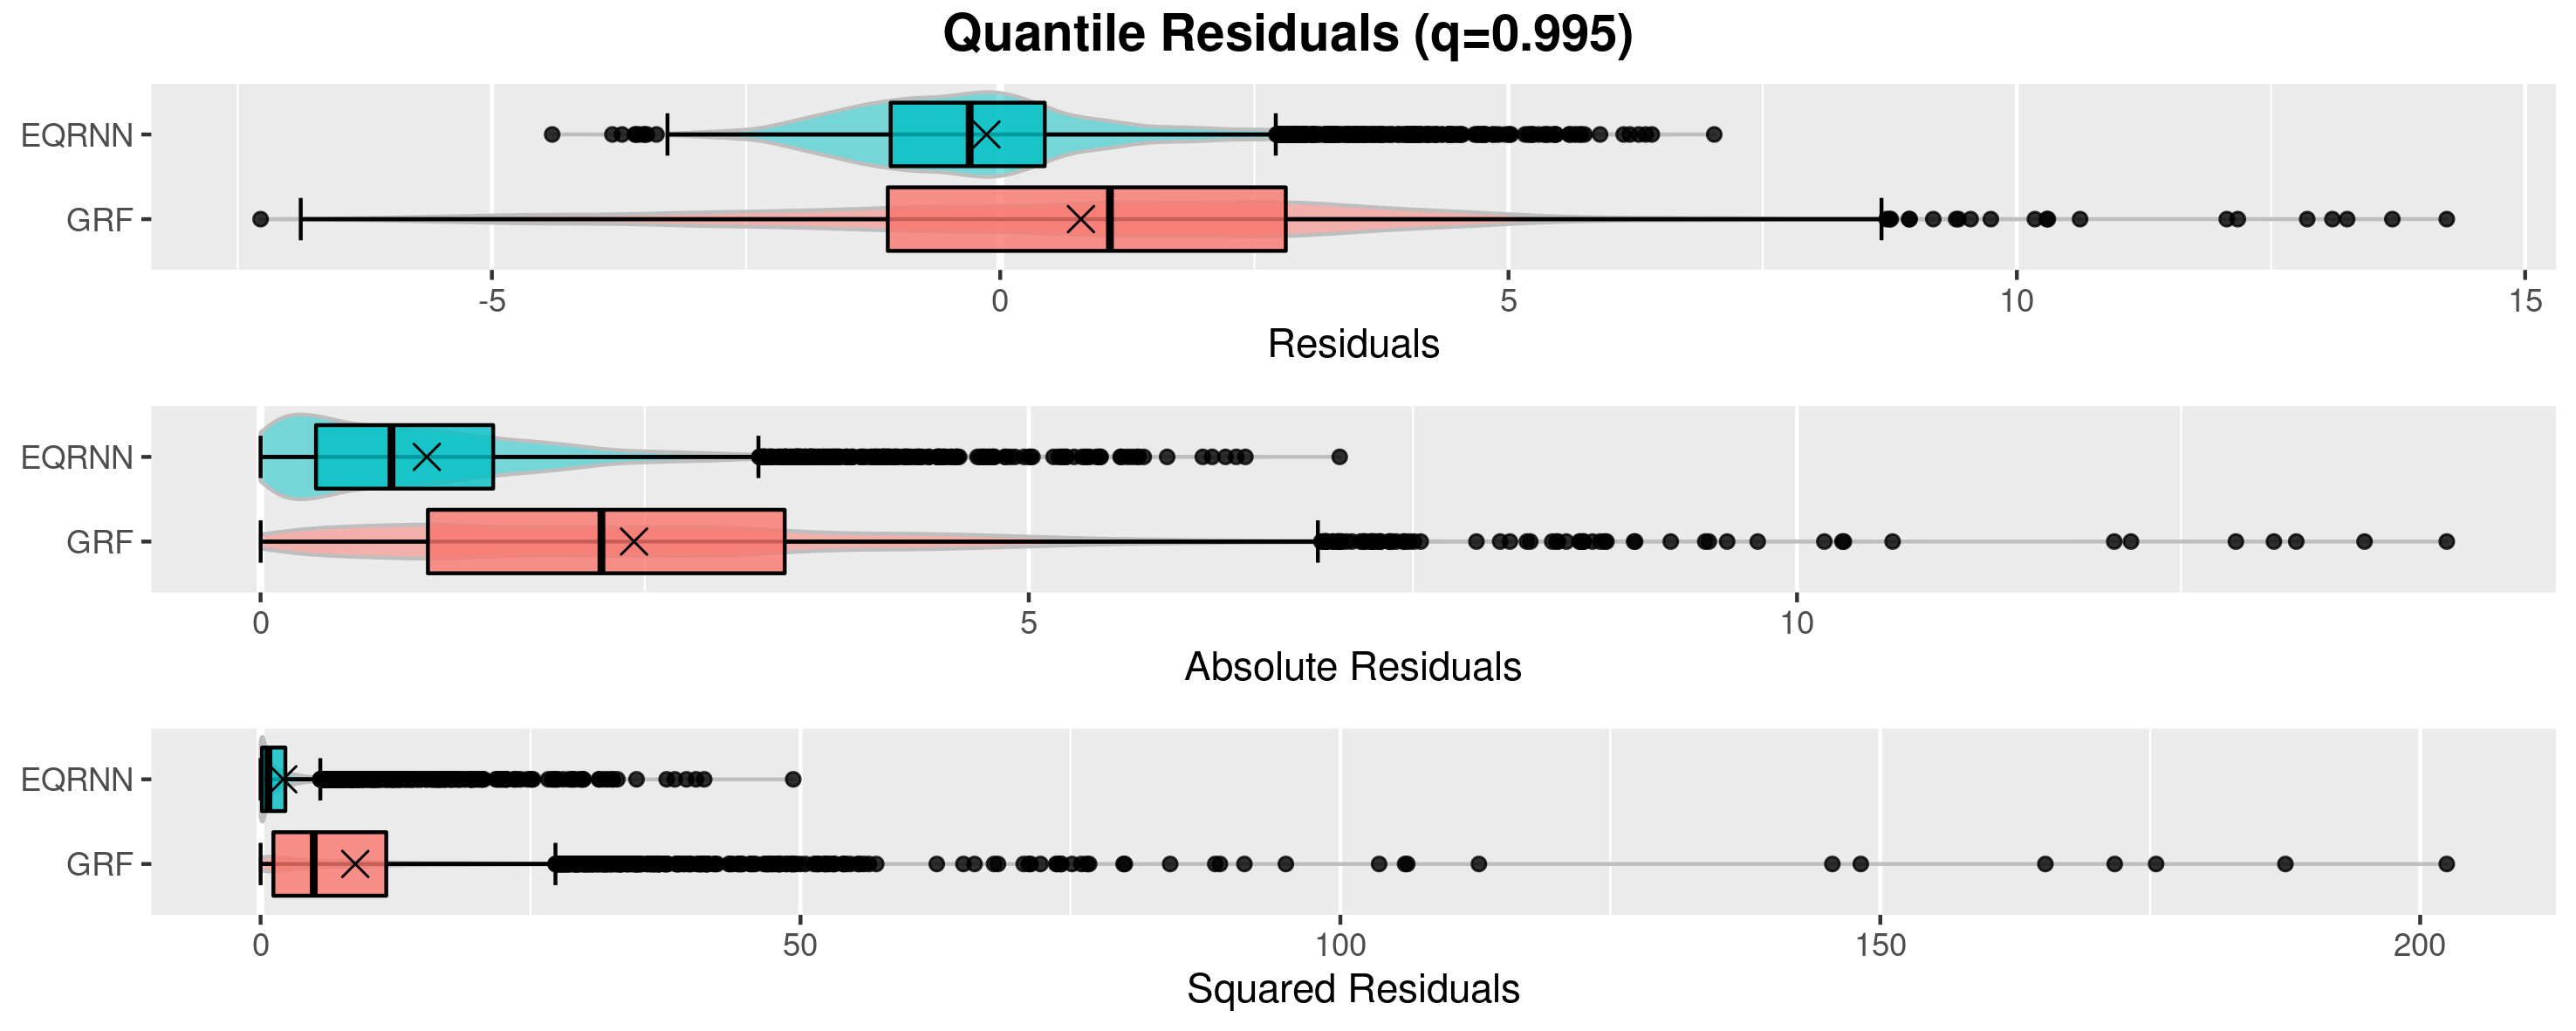 Quantile Residuals (q=0.995)
EQRNN
GRF
-5 0 5 10 15
Residuals
EQRNN
GRF
0 5 10
Absolute Residuals
EQRNN
GRF
0 50 100 150 200
Squared Residuals